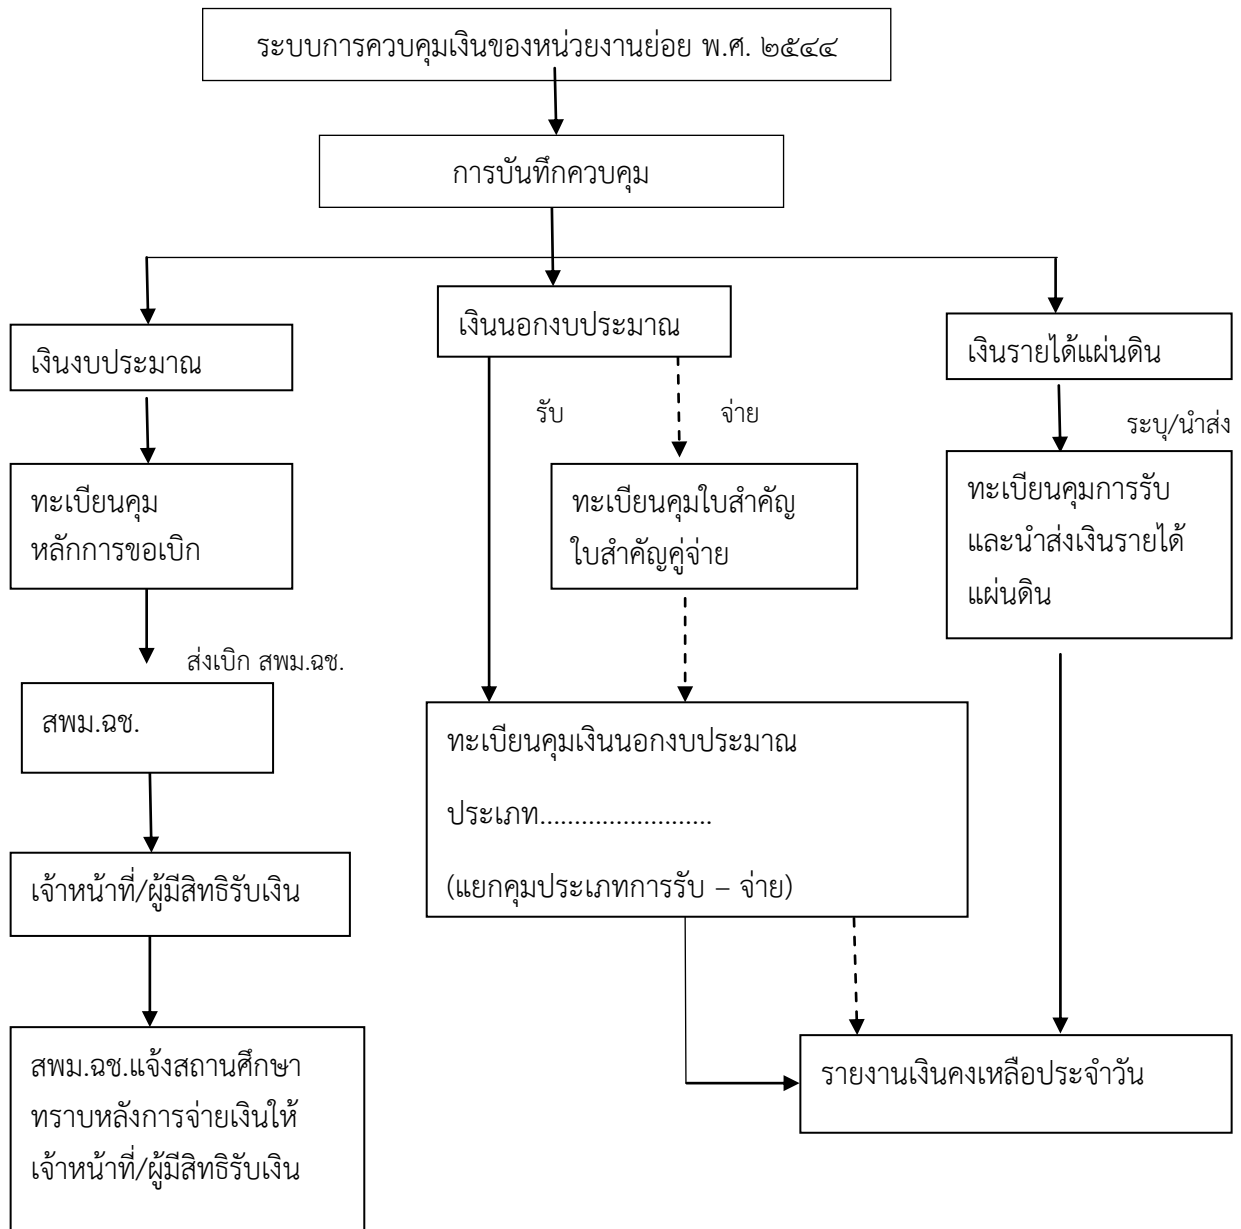 ระบบการควบคุมเงินของหน่วยงานย่อย พ.ศ. ๒๕๔๔
การบันทึกควบคุม
เงินงบประมาณ
เงินนอกงบประมาณ
เงินรายได้แผ่นดิน
รับ
จ่าย
ระบุ/นำส่ง
ทะเบียนคุม
หลักการขอเบิก
ทะเบียนคุมใบสำคัญ
ใบสำคัญคู่จ่าย
ทะเบียนคุมการรับ
และนำส่งเงินรายได้
แผ่นดิน
ส่งเบิก สพม.ฉช.
สพม.ฉช.
ทะเบียนคุมเงินนอกงบประมาณ
ประเภท.........................
(แยกคุมประเภทการรับ – จ่าย)
เจ้าหน้าที่/ผู้มีสิทธิรับเงิน
สพม.ฉช.แจ้งสถานศึกษา
ทราบหลังการจ่ายเงินให้
เจ้าหน้าที่/ผู้มีสิทธิรับเงิน
รายงานเงินคงเหลือประจำวัน